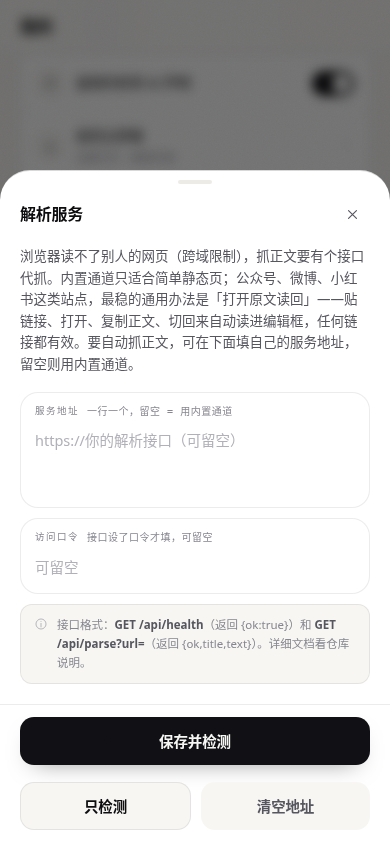 解析服务
浏览器读不了别人的网页（跨域限制），抓正文要有个接口
代抓。内置通道只适合简单静态页；公众号、微博、小红
书这类站点，最稳的通用办法是「打开原文读回」——贴
链接、打开、复制正文、切回来自动读进编辑框，任何链
接都有效。要自动抓正文，可在下面填自己的服务地址，
留空则用内置通道。
服务地址 一行一个，留空 = 用内置通道
https://你的解析接口（可留空）
访问口令 接口设了口令才填，可留空
可留空
接口格式：GET /api/health（返回 {ok:true}）和 GET
/api/parse?url=（返回 {ok,title,text}）。详细文档看仓库
说明。
保存并检测
只检测
清空地址